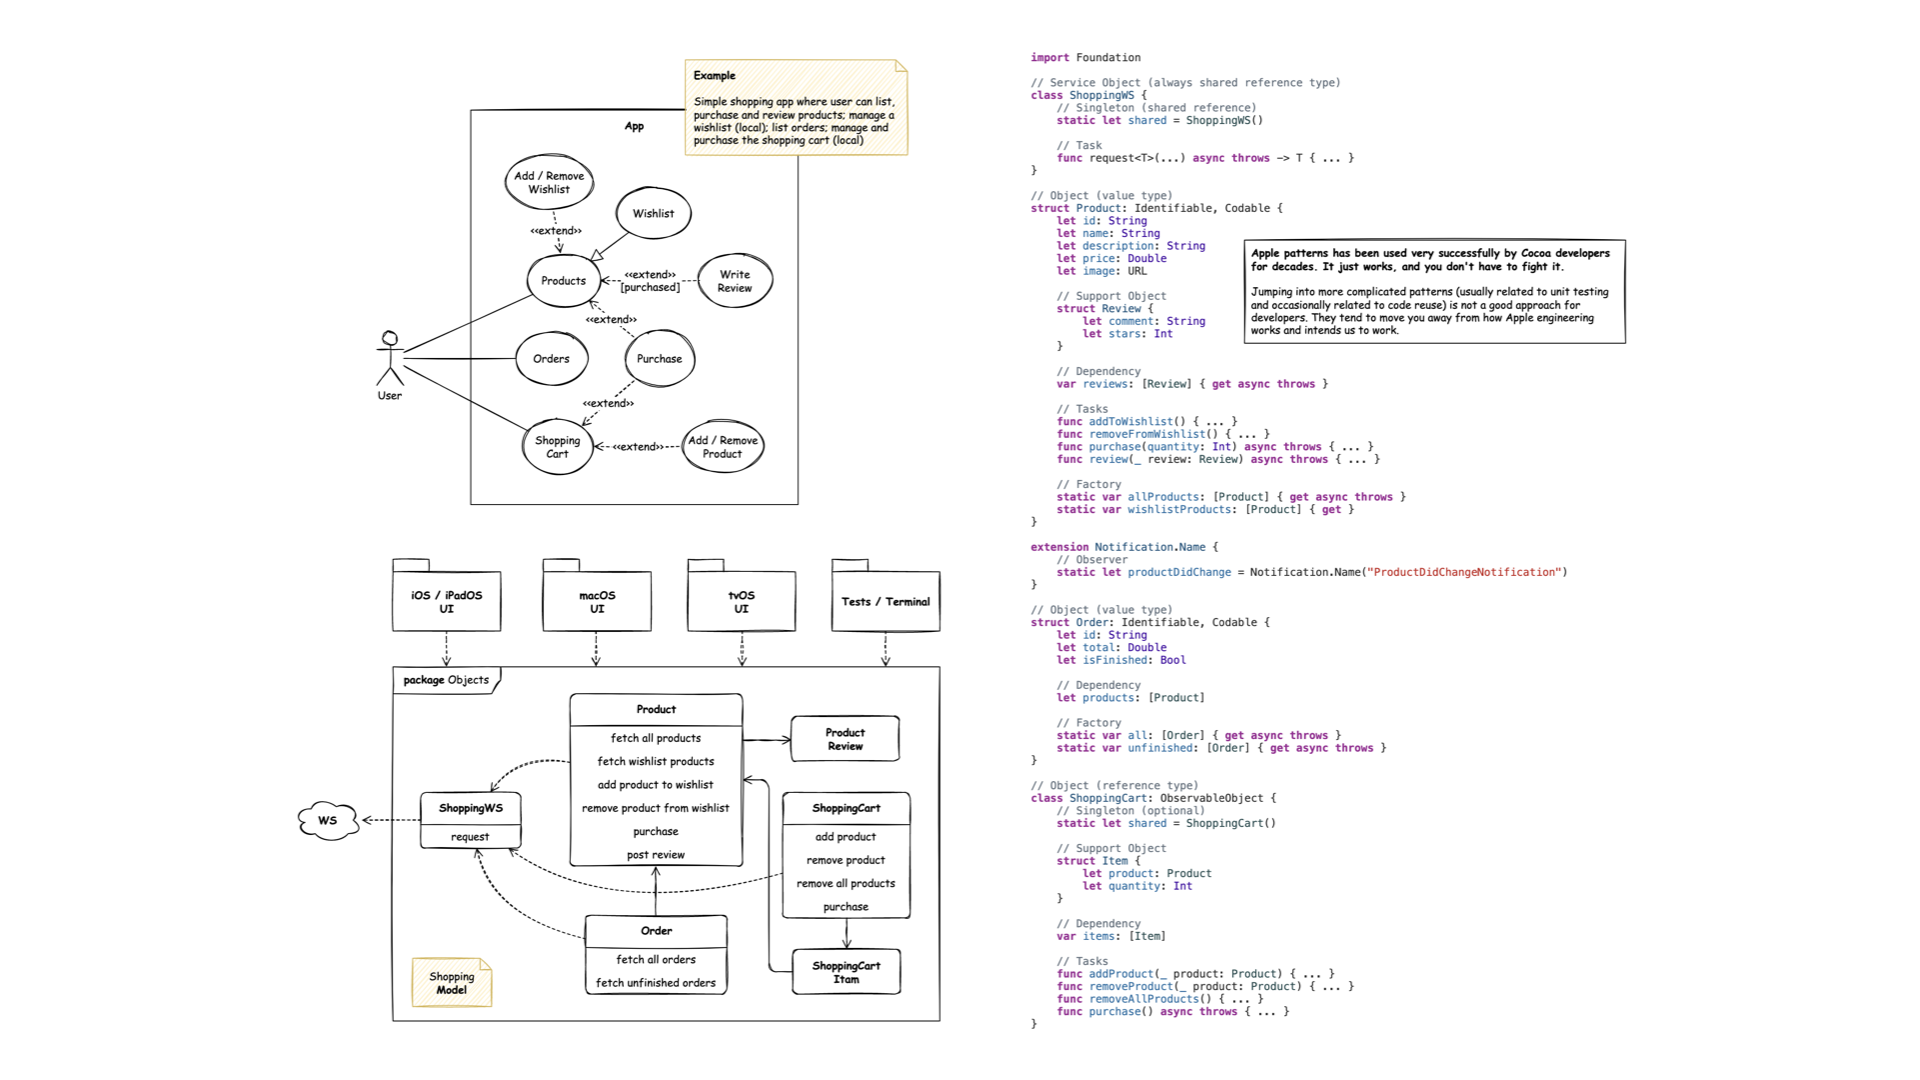 Example
Simple shopping app where user can list,
purchase and review products; manage a
wishlist (local); list orders; manage and
purchase the shopping cart (local)
App
Add / Remove
Wishlist
Wishlist
<<extend>>
Products
<<extend>>
[purchased]
Write
Review
<<extend>>
User
Orders
Purchase
<<extend>>
Shopping
Cart
<<extend>>
Add / Remove
Product
iOS / iPadOS
UI
macOS
UI
tvOS
UI
Tests / Terminal
package Objects
Product
fetch all products
fetch wishlist products
add product to wishlist
remove product from wishlist
purchase
post review
Product
Review
WS
ShoppingWS
request
ShoppingCart
add product
remove product
remove all products
purchase
Order
fetch all orders
fetch unfinished orders
ShoppingCart
Itam
Shopping
Model
import Foundation
// Service Object (always shared reference type)
class ShoppingWS {
    // Singleton (shared reference)
    static let shared = ShoppingWS()
    // Task
    func request<T>(...) async throws -> T { ... }
}
// Object (value type)
struct Product: Identifiable, Codable {
    let id: String
    let name: String
    let description: String
    let price: Double
    let image: URL
    // Support Object
    struct Review {
        let comment: String
        let stars: Int
    }
    // Dependency
    var reviews: [Review] { get async throws }
    // Tasks
    func addToWishlist() { ... }
    func removeFromWishlist() { ... }
    func purchase(quantity: Int) async throws { ... }
    func review(_ review: Review) async throws { ... }
    // Factory
    static var allProducts: [Product] { get async throws }
    static var wishlistProducts: [Product] { get }
}
extension Notification.Name {
    // Observer
    static let productDidChange = Notification.Name("ProductDidChangeNotification")
}
// Object (value type)
struct Order: Identifiable, Codable {
    let id: String
    let total: Double
    let isFinished: Bool
    // Dependency
    let products: [Product]
    // Factory
    static var all: [Order] { get async throws }
    static var unfinished: [Order] { get async throws }
}
// Object (reference type)
class ShoppingCart: ObservableObject {
    // Singleton (optional)
    static let shared = ShoppingCart()
    // Support Object
    struct Item {
        let product: Product
        let quantity: Int
    }
    // Dependency
    var items: [Item]
    // Tasks
    func addProduct(_ product: Product) { ... }
    func removeProduct(_ product: Product) { ... }
    func removeAllProducts() { ... }
    func purchase() async throws { ... }
}
Apple patterns has been used very successfully by Cocoa developers
for decades. It just works, and you don't have to fight it.
Jumping into more complicated patterns (usually related to unit testing
and occasionally related to code reuse) is not a good approach for
developers. They tend to move you away from how Apple engineering
works and intends us to work.